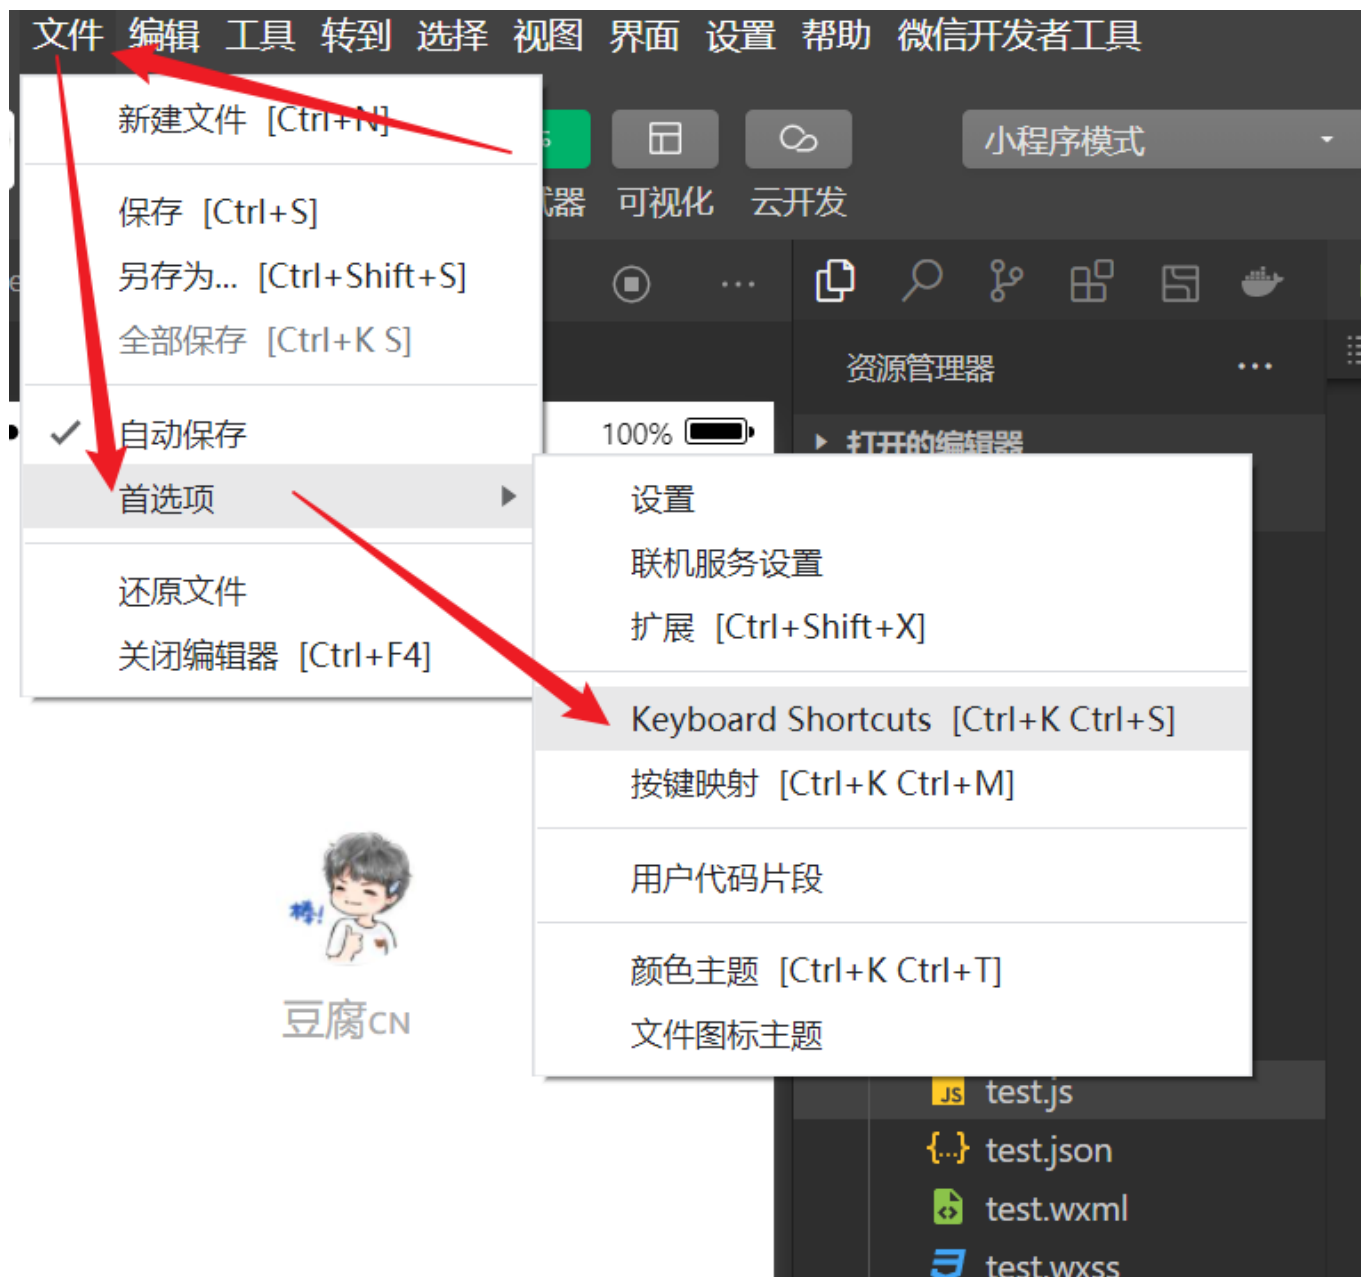 文件 编辑 工具 转到 选择 视图 界面 设置 帮助 微信开发者工具
新建文件 [Ctrl+N]
保存 [Ctrl+S]
另存为... [Ctrl+Shift+S]
全部保存 [Ctrl+K S]
自动保存
首选项
还原文件
关闭编辑器 [Ctrl+F4]
器 可视化 云开发
小程序模式
资源管理器
100%
打开的编辑器
设置
联机服务设置
扩展 [Ctrl+Shift+X]
Keyboard Shortcuts [Ctrl+K Ctrl+S]
按键映射 [Ctrl+K Ctrl+M]
用户代码片段
颜色主题 [Ctrl+K Ctrl+T]
文件图标主题
棒!
豆腐CN
JS test.js
{..} test.json
test.wxml
test.wxss